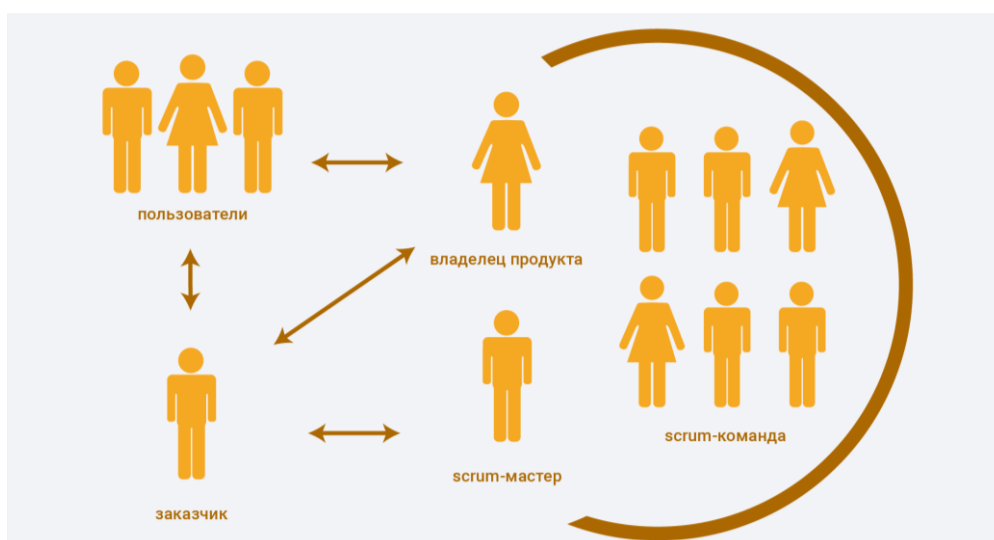 пользователи
владелец продукта
scrum-команда
scrum-мастер
заказчик